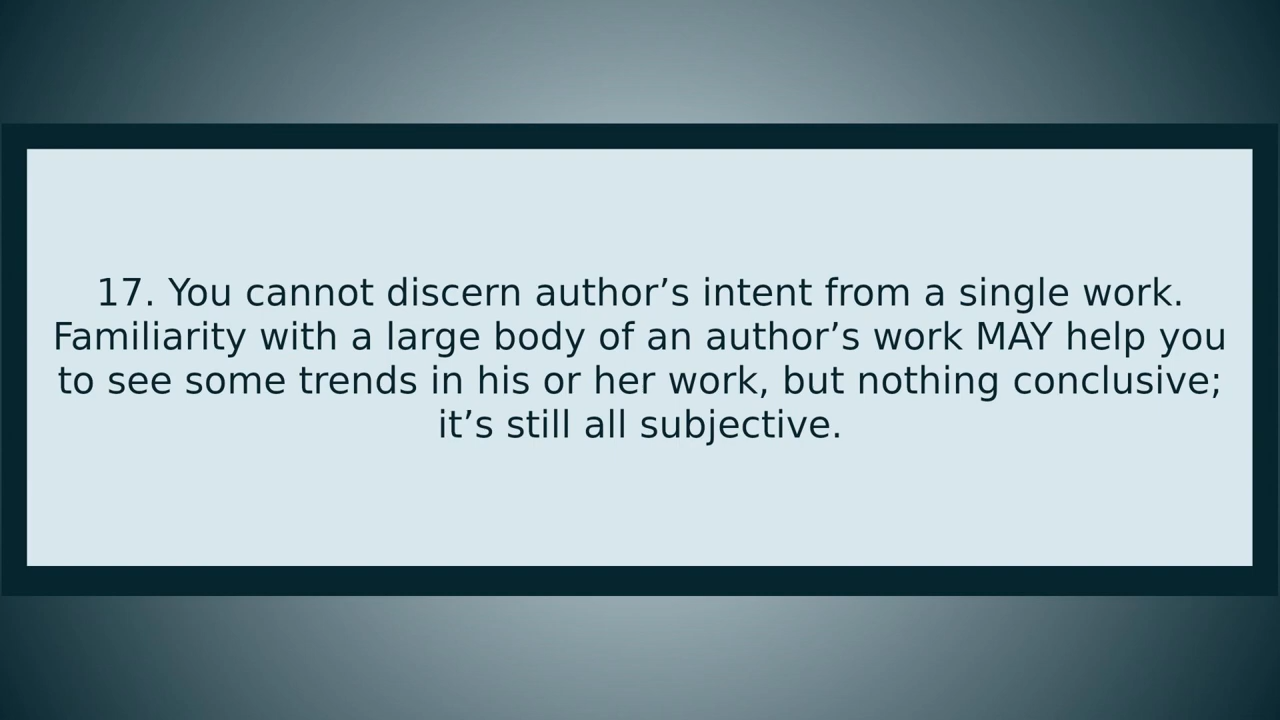 17. You cannot discern author’s intent from a single work.
Familiarity with a large body of an author’s work MAY help you
to see some trends in his or her work, but nothing conclusive;
it’s still all subjective.